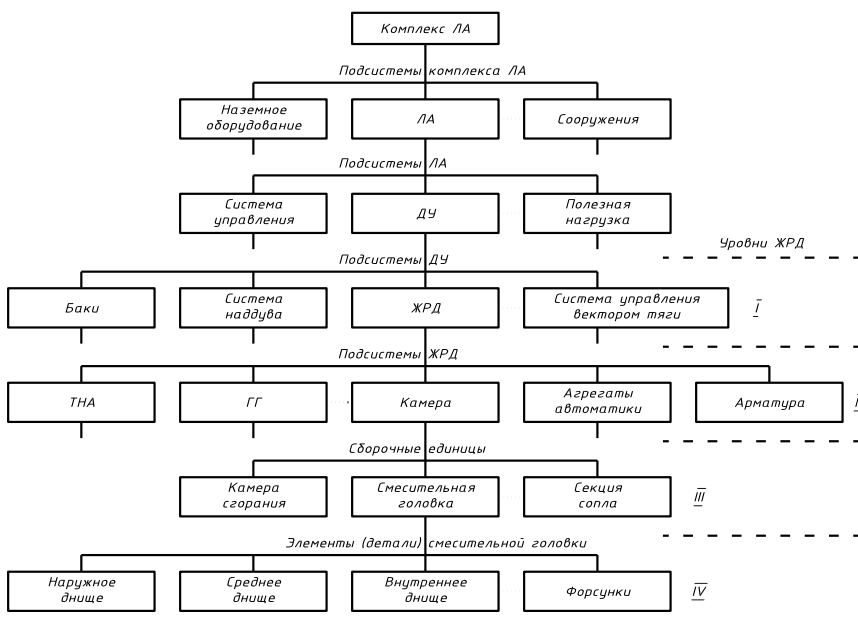 Комплекс ЛА
Подсистемы комплекса ЛА
Наземное
оборудование
ЛА
Сооружения
Подсистемы ЛА
Система
управления
ДУ
Полезная
нагрузка
Уровни ЖРД
Подсистемы ДУ
Баки
Система
наддува
ЖРД
Система управления
вектором тяги
I
Подсистемы ЖРД
ТНА
ГГ
Камера
Агрегаты
автоматики
Арматура
Сборочные единицы
Камера
сгорания
Смесительная
головка
Секция
сопла
III
Элементы (детали) смесительной головки
Наружное
днище
Среднее
днище
Внутреннее
днище
Форсунки
IV